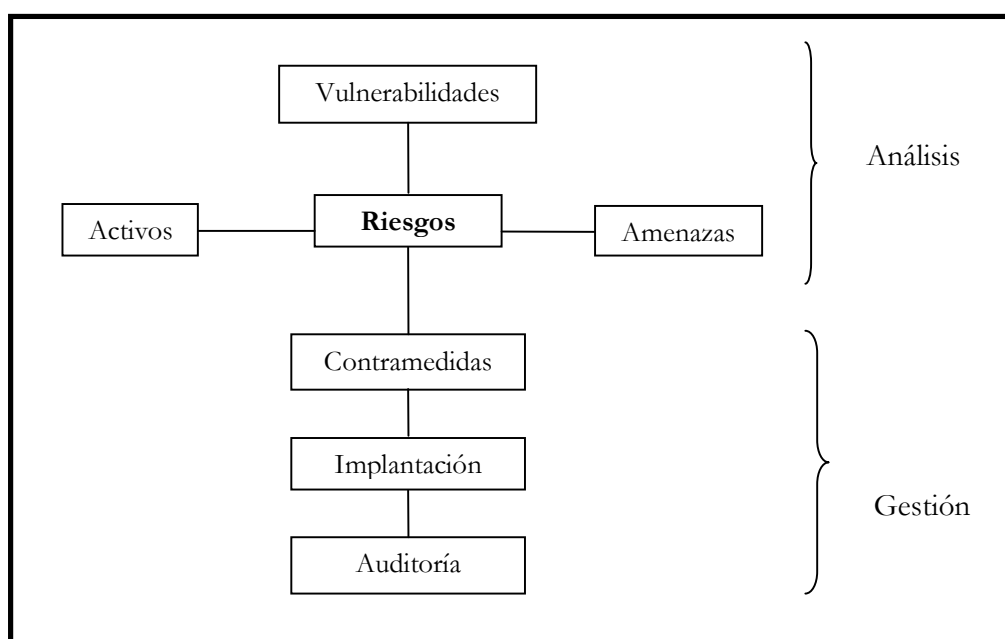 Vulnerabilidades
Análisis
Activos
Riesgos
Amenazas
Contramedidas
Implantación
Gestión
Auditoría